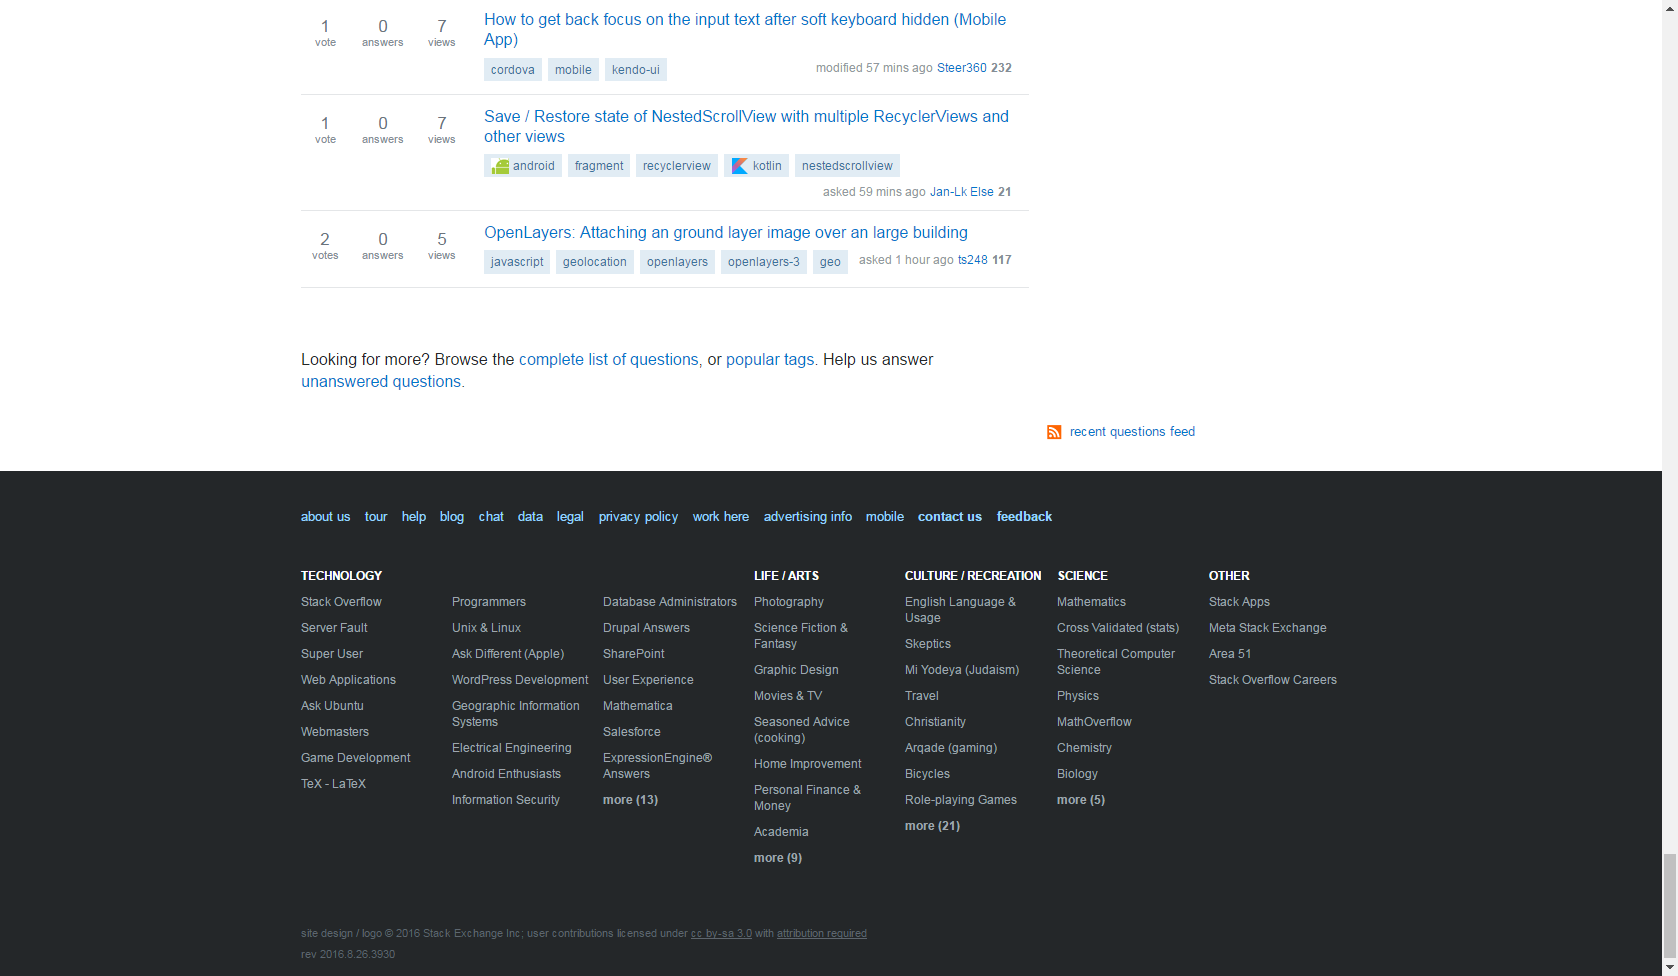 1 0 7 How to get back focus on the input text after soft keyboard hidden (Mobile
vote answers views App)
cordova mobile kendo-ui modified 57 mins ago Steer360 232
1 0 7 Save / Restore state of NestedScrollView with multiple RecyclerViews and
vote answers views other views
android fragment recyclerview kotlin nestedscrollview
asked 59 mins ago Jan-Lk Else 21
2 0 5 OpenLayers: Attaching an ground layer image over an large building
votes answers views
javascript geolocation openlayers openlayers-3 geo asked 1 hour ago ts248 117
Looking for more? Browse the complete list of questions, or popular tags. Help us answer
unanswered questions.
recent questions feed
about us tour help blog chat data legal privacy policy work here advertising info mobile contact us feedback
TECHNOLOGY
Stack Overflow
Server Fault
Super User
Web Applications
Ask Ubuntu
Webmasters
Game Development
TeX - LaTeX
Programmers
Unix & Linux
Ask Different (Apple)
WordPress Development
Geographic Information
Systems
Electrical Engineering
Android Enthusiasts
Information Security
Database Administrators
Drupal Answers
SharePoint
User Experience
Mathematica
Salesforce
ExpressionEngine®
Answers
more (13)
LIFE / ARTS
Photography
Science Fiction &
Fantasy
Graphic Design
Movies & TV
Seasoned Advice
(cooking)
Home Improvement
Personal Finance &
Money
Academia
more (9)
CULTURE / RECREATION
English Language &
Usage
Skeptics
Mi Yodeya (Judaism)
Travel
Christianity
Arqade (gaming)
Bicycles
Role-playing Games
more (21)
SCIENCE
Mathematics
Cross Validated (stats)
Theoretical Computer
Science
Physics
MathOverflow
Chemistry
Biology
more (5)
OTHER
Stack Apps
Meta Stack Exchange
Area 51
Stack Overflow Careers
site design / logo © 2016 Stack Exchange Inc; user contributions licensed under cc by-sa 3.0 with attribution required
rev 2016.8.26.3930